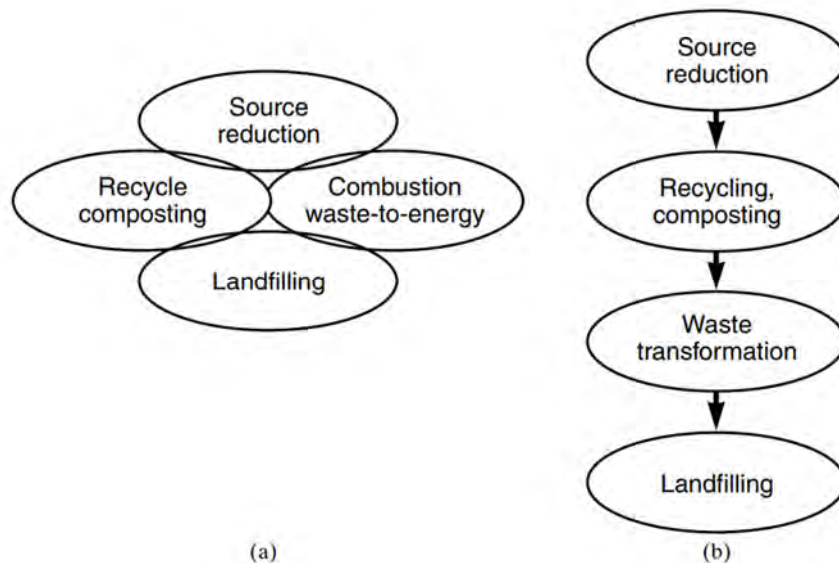 Source
reduction
Recycle
composting
Combustion
waste-to-energy
Landfilling
(a)
Source
reduction
Recycling,
composting
Waste
transformation
Landfilling
(b)